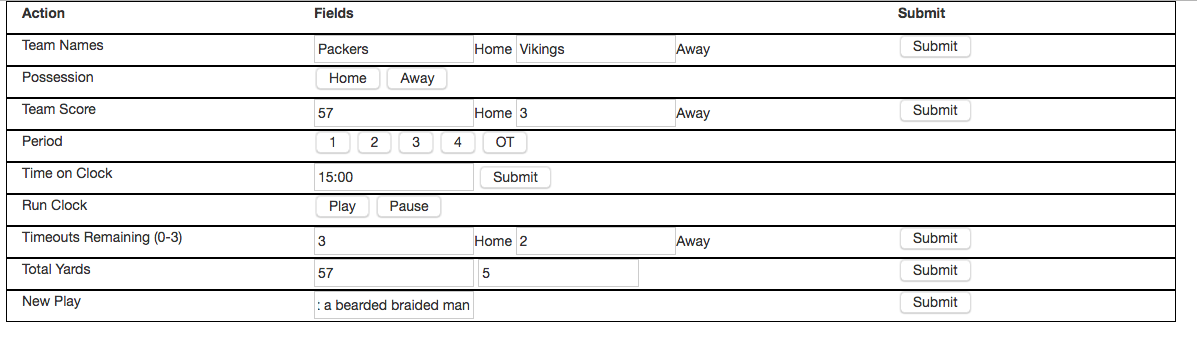 Action Fields Submit
Team Names Packers Home Vikings Away Submit
Possession Home Away
Team Score 57 Home 3 Away Submit
Period 1 2 3 4 OT
Time on Clock 15:00 Submit
Run Clock Play Pause
Timeouts Remaining (0-3) 3 Home 2 Away Submit
Total Yards 57 5 Submit
New Play : a bearded braided man Submit